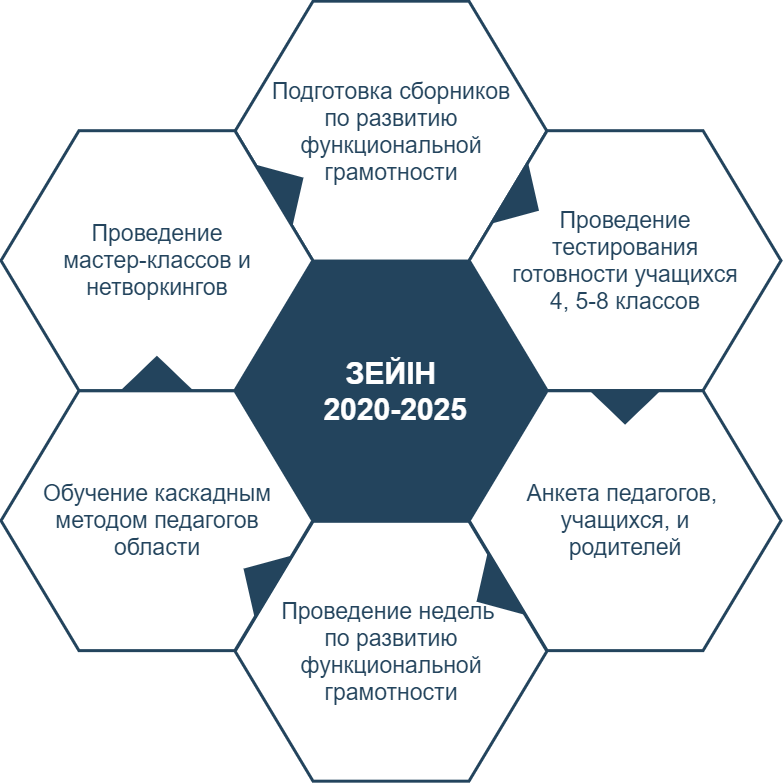 Подготовка сборников
по развитию
функциональной
грамотности
Проведение
тестирования
готовности учащихся
4, 5-8 классов
Анкета педагогов,
учащихся, и
родителей
Проведение недель
по развитию
функциональной
грамотности
Обучение каскадным
методом педагогов
области
Проведение
мастер-классов и
нетворкингов
ЗЕЙІН
2020-2025